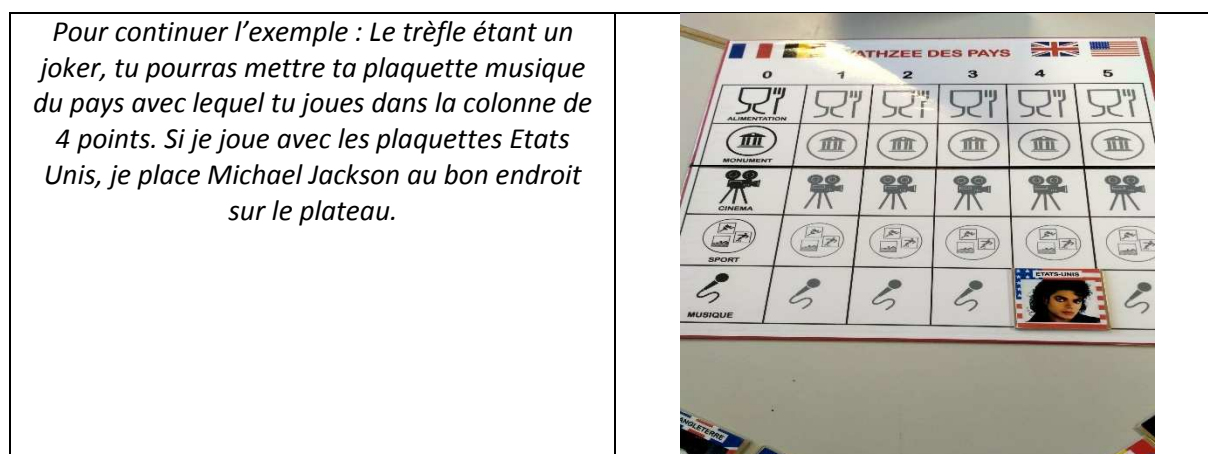 Pour continuer l’exemple : Le trèfle étant un
joker, tu pourras mettre ta plaquette musique
du pays avec lequel tu joues dans la colonne de
4 points. Si je joue avec les plaquettes Etats
Unis, je place Michael Jackson au bon endroit
sur le plateau.
YATHZEE DES PAYS
0 1 2 3 4 5
ALIMENTATION
MONUMENT
CINEMA
SPORT
ETATS-UNIS
MUSIQUE
ANGLETERRE